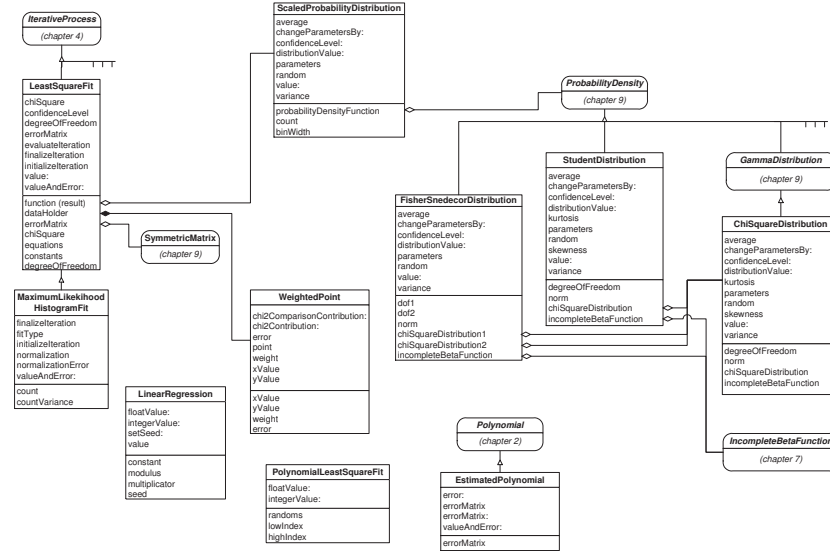 IterativeProcess
(chapter 4)
LeastSquareFit
chiSquare
confidenceLevel
degreeOfFreedom
errorMatrix
evaluateIteration
finalizeIteration
initializeIteration
value:
valueAndError:
function (result)
dataHolder
errorMatrix
chiSquare
equations
constants
degreeOfFreedom
SymmetricMatrix
(chapter 9)
MaximumLikekihood
HistogramFit
finalizeIteration
fitType
initializeIteration
normalization
normalizationError
valueAndError:
count
countVariance
ScaledProbabilityDistribution
average
changeParametersBy:
confidenceLevel:
distributionValue:
parameters
random
value:
variance
probabilityDensityFunction
count
binWidth
ProbabilityDensity
(chapter 9)
StudentDistribution
average
changeParametersBy:
confidenceLevel:
distributionValue:
kurtosis
parameters
random
skewness
value:
variance
degreeOfFreedom
norm
chiSquareDistribution
incompleteBetaFunction
GammaDistribution
(chapter 9)
FisherSnedecorDistribution
average
changeParametersBy:
confidenceLevel:
distributionValue:
parameters
random
value:
variance
dof1
dof2
norm
chiSquareDistribution1
chiSquareDistribution2
incompleteBetaFunction
ChiSquareDistribution
average
changeParametersBy:
confidenceLevel:
distributionValue:
kurtosis
parameters
random
skewness
value:
variance
degreeOfFreedom
norm
chiSquareDistribution
incompleteBetaFunction
WeightedPoint
chi2ComparisonContribution:
chi2Contribution:
error
point
weight
xValue
yValue
xValue
yValue
weight
error
LinearRegression
floatValue:
integerValue:
setSeed:
value
constant
modulus
multiplicator
seed
PolynomialLeastSquareFit
floatValue:
integerValue:
randoms
lowIndex
highIndex
Polynomial
(chapter 2)
EstimatedPolynomial
error:
errorMatrix
errorMatrix:
valueAndError:
errorMatrix
IncompleteBetaFunction
(chapter 7)